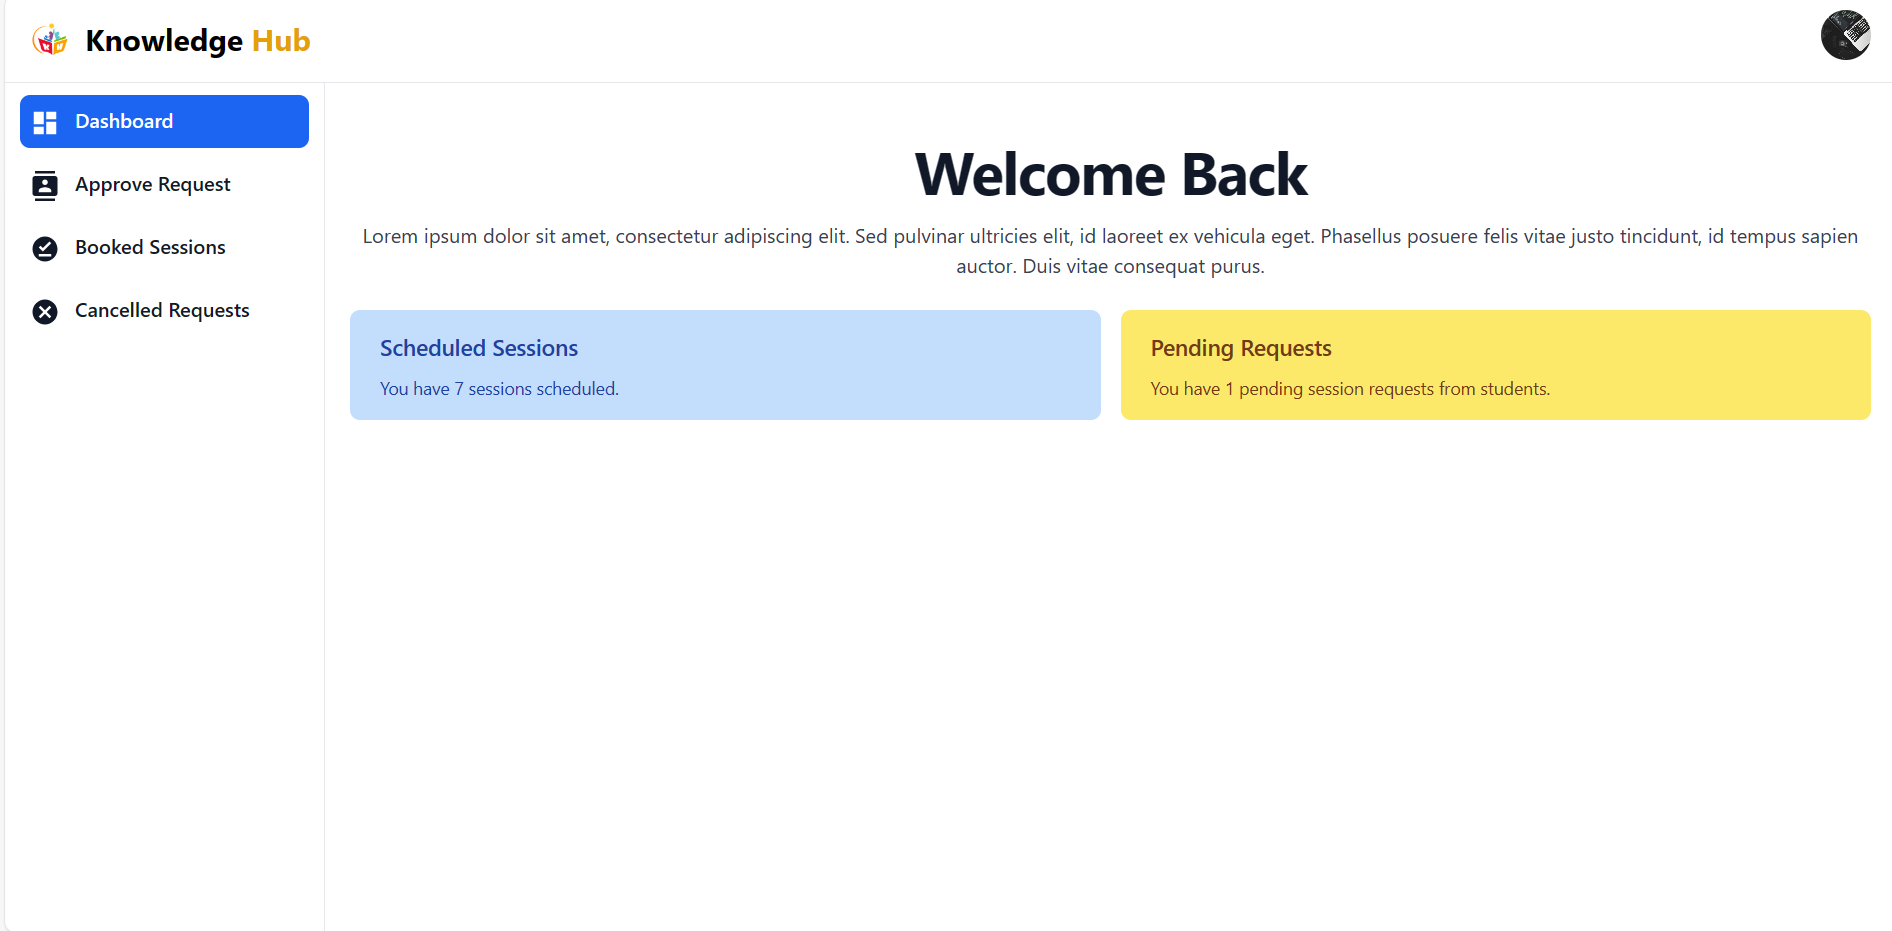 Knowledge Hub
Dashboard
Approve Request
Booked Sessions
Cancelled Requests
Welcome Back
Lorem ipsum dolor sit amet, consectetur adipiscing elit. Sed pulvinar ultricies elit, id laoreet ex vehicula eget. Phasellus posuere felis vitae justo tincidunt, id tempus sapien
auctor. Duis vitae consequat purus.
Scheduled Sessions
You have 7 sessions scheduled.
Pending Requests
You have 1 pending session requests from students.